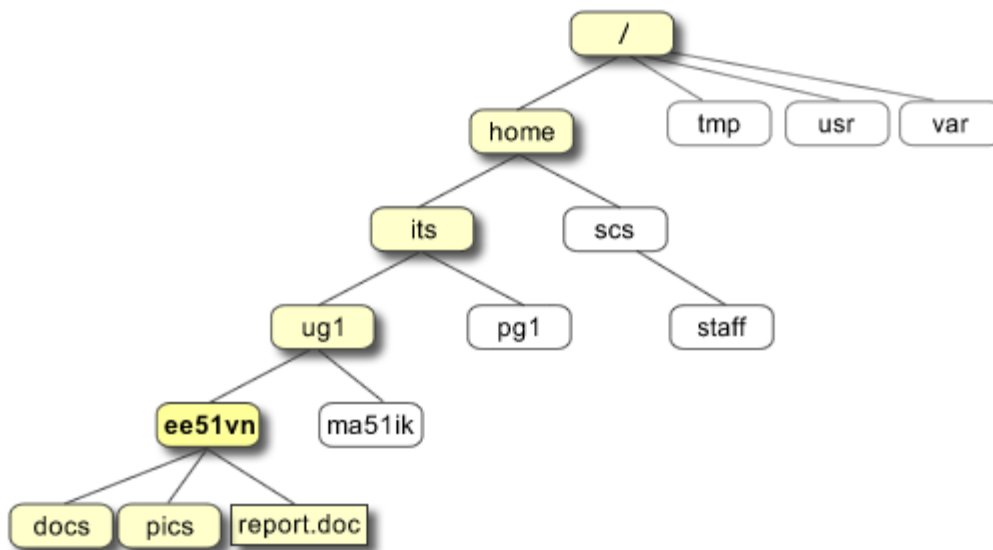 /
home
tmp
usr
var
its
scs
ug1
pg1
staff
ee51vn
ma51ik
docs
pics
report.doc